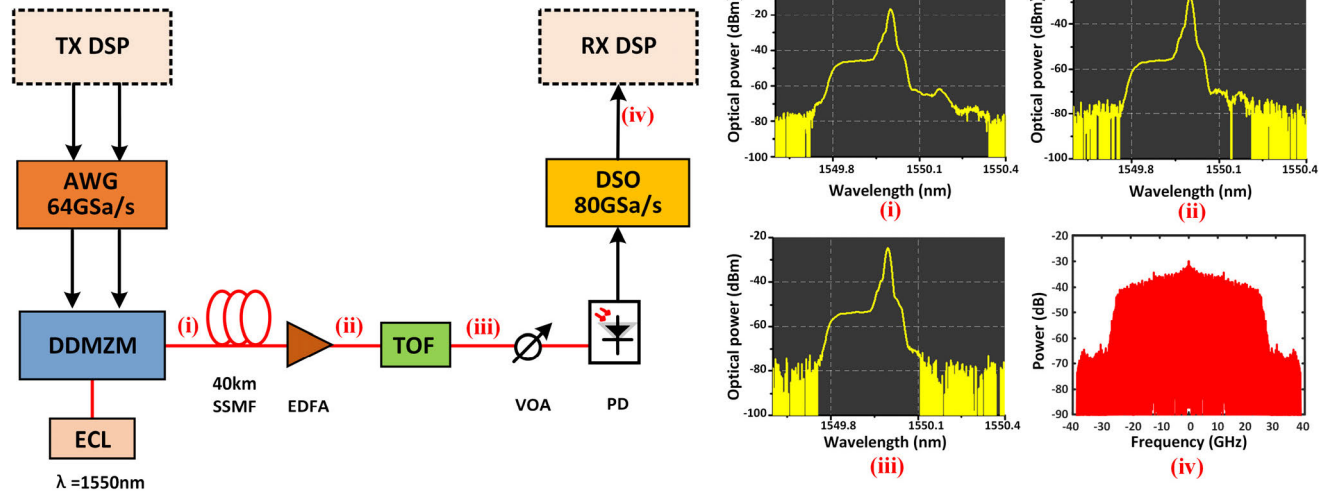 TX DSP
RX DSP
(iv)
AWG
64GSa/s
DSO
80GSa/s
DDMZM
(i)
(ii)
TOF
(iii)
40km
SSMF
EDFA
VOA
PD
ECL
λ =1550nm
Optical power (dBm)
-20
-40
-60
-80
-100
1549.8
1550.1
1550.4
Wavelength (nm)
(i)
Optical power (dBm)
-40
-60
-80
-100
1549.8
1550.1
1550.4
Wavelength (nm)
(ii)
Optical power (dBm)
-20
-40
-60
-80
-100
1549.8
1550.1
1550.4
Wavelength (nm)
(iii)
Power (dB)
-20
-30
-40
-50
-60
-70
-80
-90
-40
-30
-20
-10
0
10
20
30
40
Frequency (GHz)
(iv)